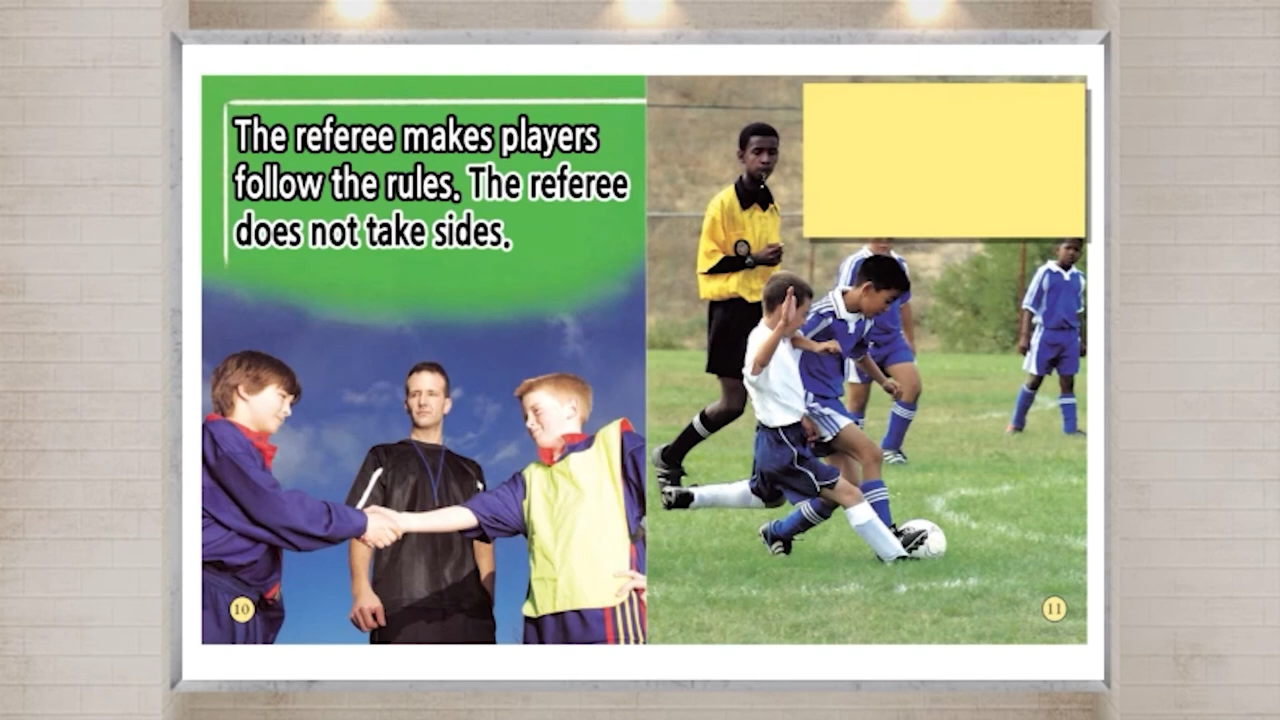 The referee makes players
follow the rules. The referee
does not take sides.
10
11